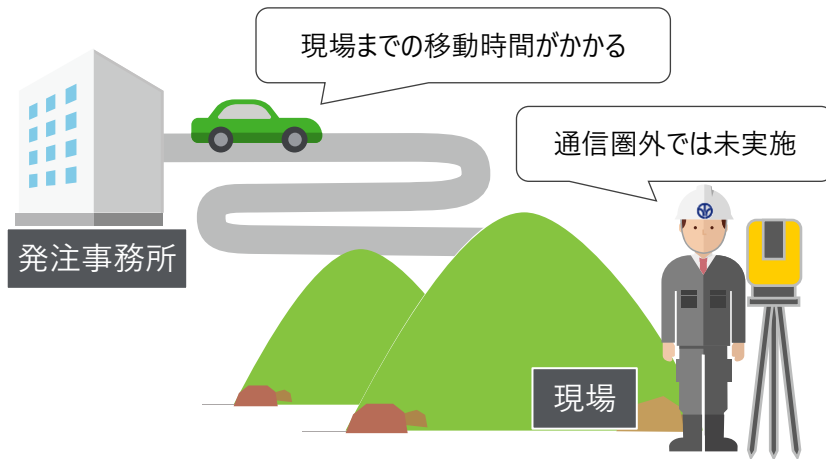 現場までの移動時間がかかる
通信圏外では未実施
発注事務所
現場